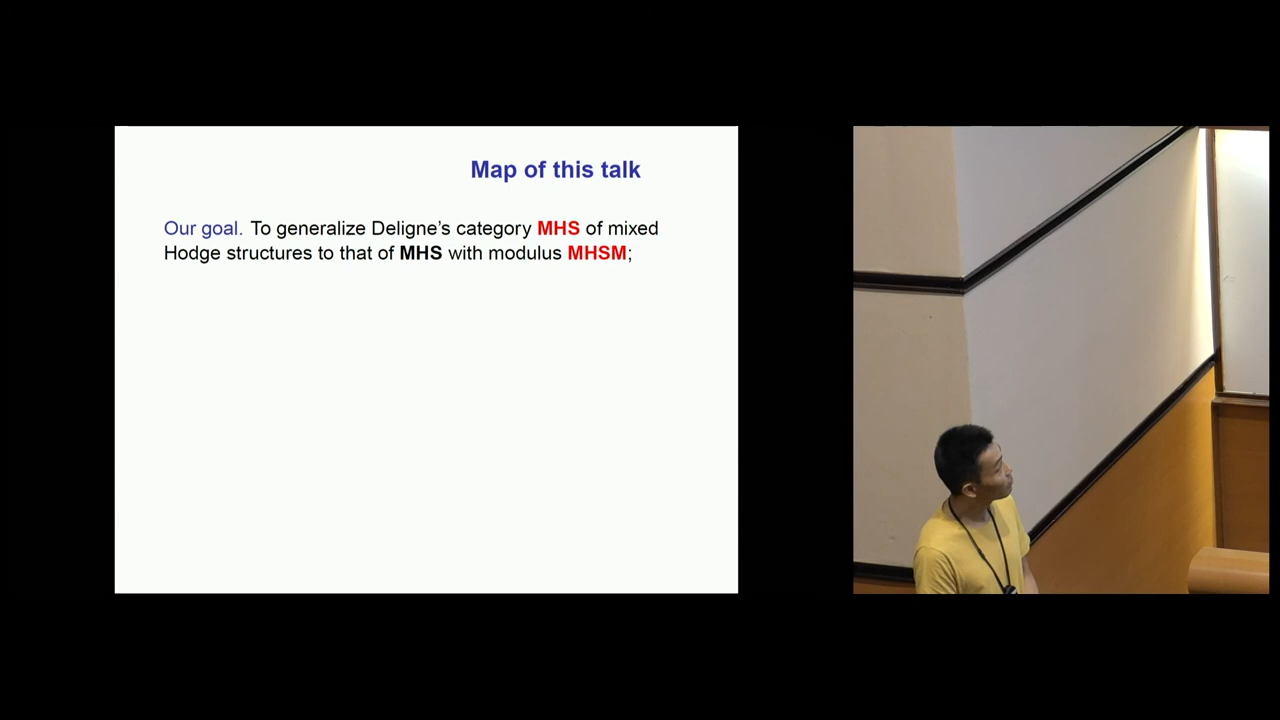 Map of this talk
Our goal. To generalize Deligne's category MHS of mixed
Hodge structures to that of MHS with modulus MHSM;